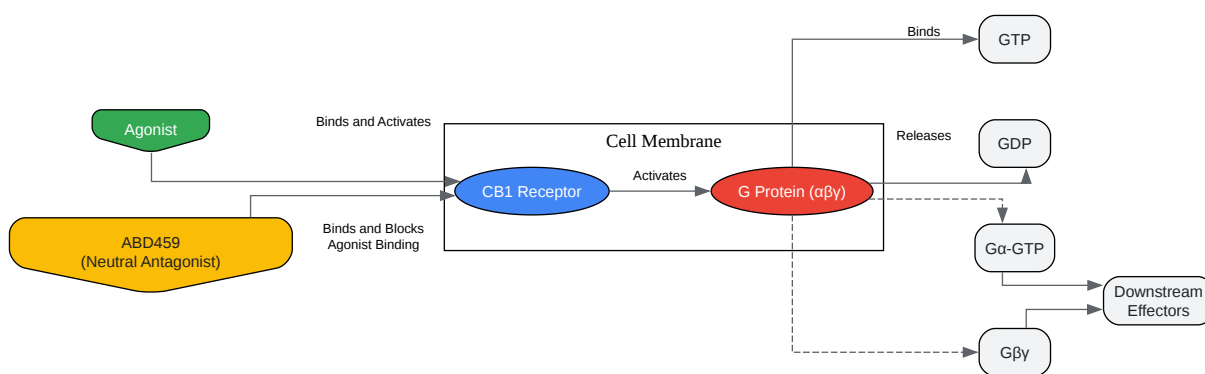 Binds
GTP
Agonist
Binds and Activates
Cell Membrane
Releases
GDP
CB1 Receptor
Activates
G Protein (αβγ)
ABD459
(Neutral Antagonist)
Binds and Blocks
Agonist Binding
Gα-GTP
Downstream
Effectors
Gβγ